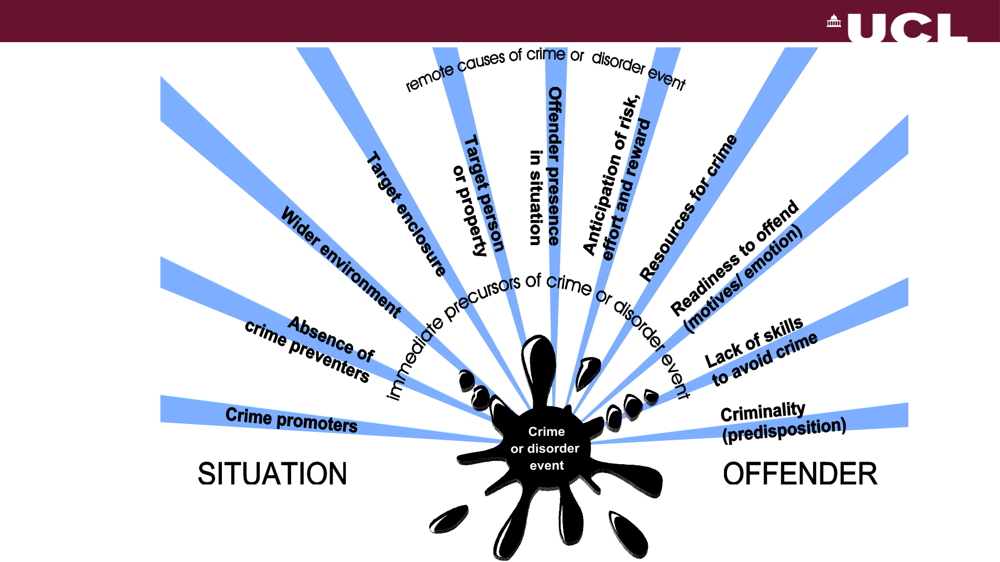 UCL
remote causes of crime or disorder event
Crime promoters
Absence of
crime preventers
Wider environment
Target enclosure
Target person
or property
Offender presence
in situation
Anticipation of risk,
effort and reward
Resources for crime
Readiness to offend
(motives/ emotion)
Lack of skills
to avoid crime
Criminality
(predisposition)
immediate precursors of crime or disorder event
Crime
or disorder
event
SITUATION
OFFENDER